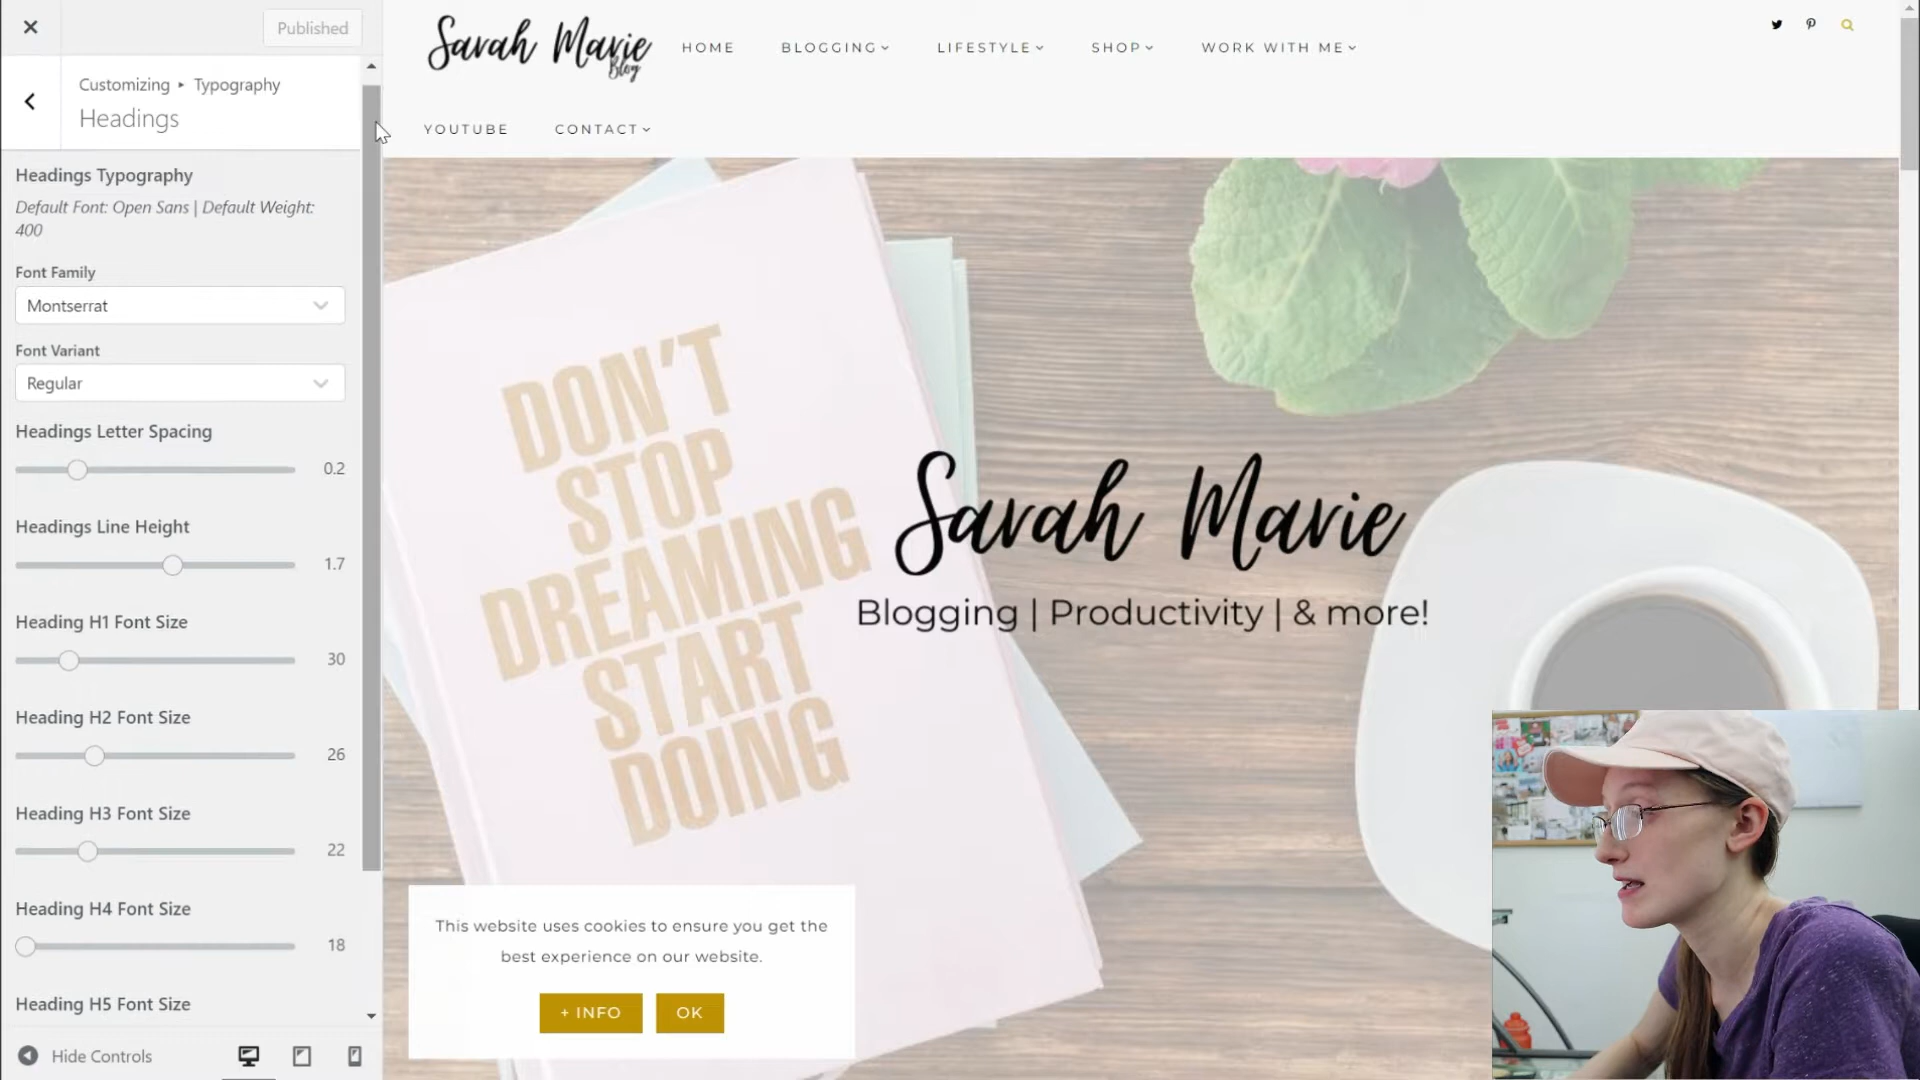 Published
Customizing ▸ Typography
Headings
Headings Typography
Default Font: Open Sans | Default Weight:
400
Font Family
Montserrat
Font Variant
Regular
Headings Letter Spacing
0.2
Headings Line Height
1.7
Heading H1 Font Size
30
Heading H2 Font Size
26
Heading H3 Font Size
22
Heading H4 Font Size
18
Heading H5 Font Size
Hide Controls
Sarah Marie
Blog
HOME
BLOGGING
LIFESTYLE
SHOP
WORK WITH ME
YOUTUBE
CONTACT
DON'T
STOP
DREAMING
START
DOING
Sarah Marie
Blogging | Productivity | & more!
This website uses cookies to ensure you get the
best experience on our website.
+ INFO
OK